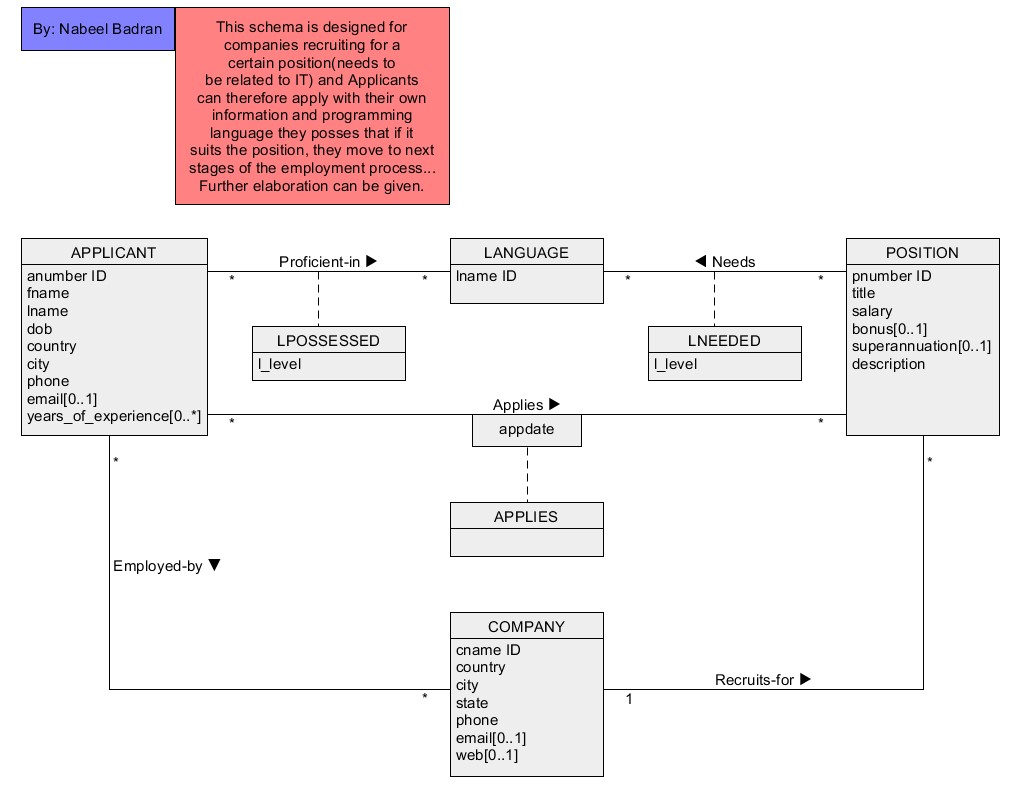 By: Nabeel Badran
This schema is designed for
companies recruiting for a
certain position(needs to
be related to IT) and Applicants
can therefore apply with their own
information and programming
language they posses that if it
suits the position, they move to next
stages of the employment process...
Further elaboration can be given.
APPLICANT
anumber ID
fname
lname
dob
country
city
phone
email[0..1]
years_of_experience[0..*]
Proficient-in ▶
* *
LANGUAGE
lname ID
◀ Needs
* *
POSITION
pnumber ID
title
salary
bonus[0..1]
superannuation[0..1]
description
LPOSSESSED
l_level
LNEEDED
l_level
Applies ▶
* *
appdate
APPLIES
*
*
Employed-by ▼
COMPANY
cname ID
country
city
state
phone
email[0..1]
web[0..1]
Recruits-for ▶
* 1